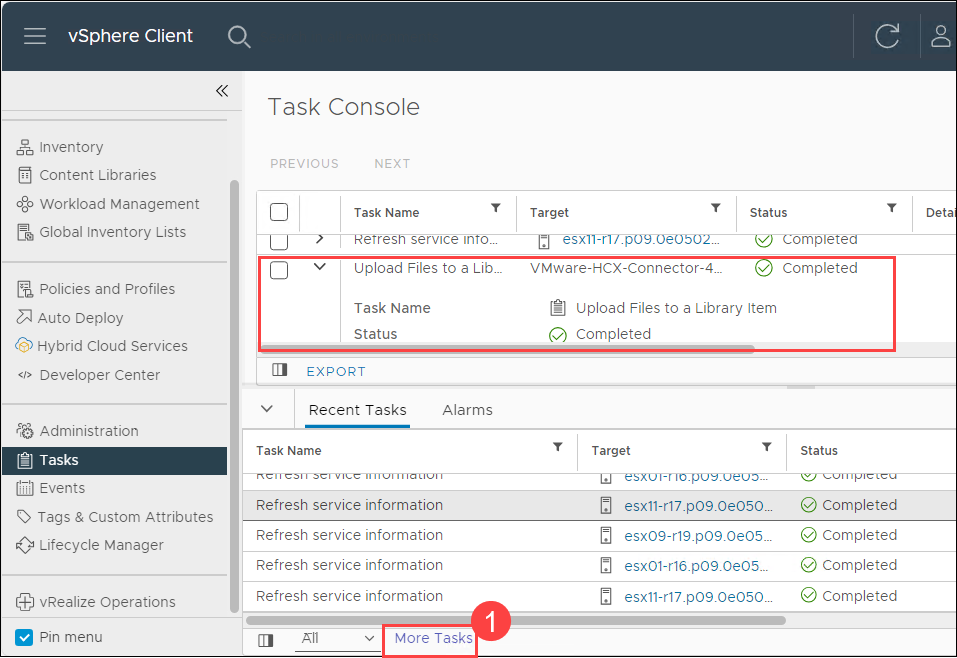 vSphere Client
Task Console
PREVIOUS NEXT
Inventory
Content Libraries
Workload Management
Global Inventory Lists
Policies and Profiles
Auto Deploy
Hybrid Cloud Services
</> Developer Center
Administration
Tasks
Events
Tags & Custom Attributes
Lifecycle Manager
vRealize Operations
Pin menu
Task Name Target Status Detai
Refresh service info... esx11-r17.p09.0e0502... Completed
Upload Files to a Lib... VMware-HCX-Connector-4... Completed
Task Name Upload Files to a Library Item
Status Completed
EXPORT
Recent Tasks Alarms
Task Name Target Status
Refresh service information esx01-r16.p09.0e05... Completed
Refresh service information esx11-r17.p09.0e050... Completed
Refresh service information esx09-r19.p09.0e05... Completed
Refresh service information esx01-r16.p09.0e05... Completed
Refresh service information esx11-r17.p09.0e050... Completed
All More Tasks 1